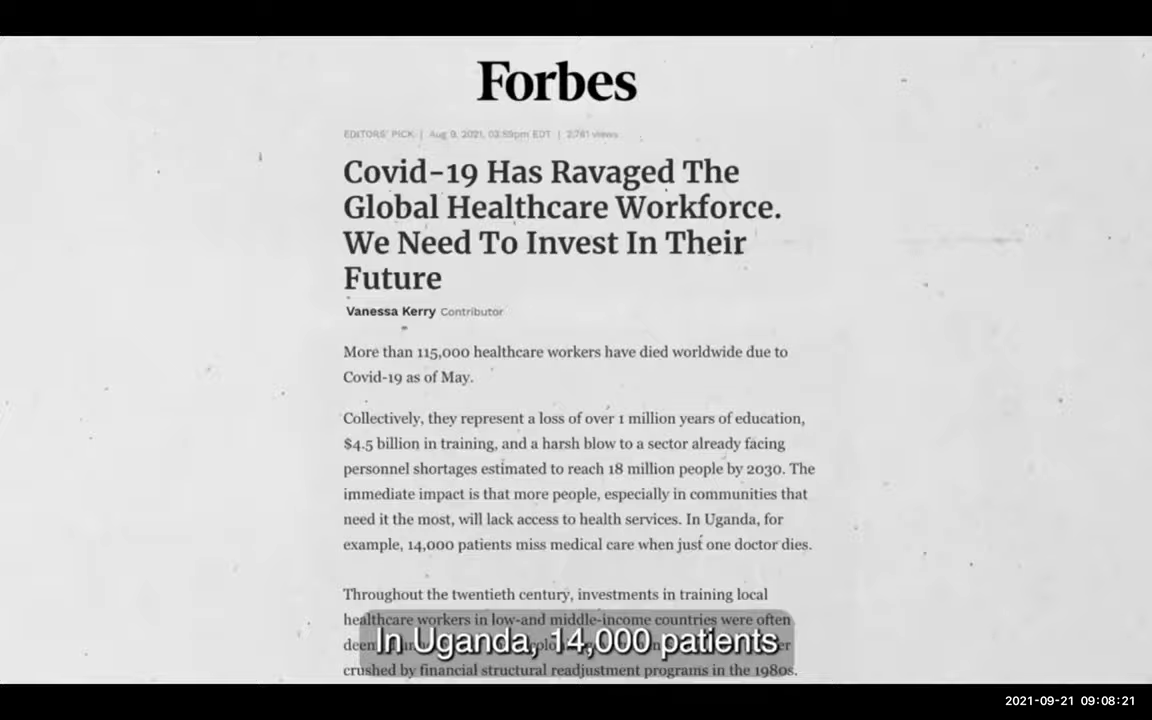 Forbes
EDITORS' PICK | Aug 9, 2021, 03:59pm EDT | 2,761 views
Covid-19 Has Ravaged The
Global Healthcare Workforce.
We Need To Invest In Their
Future
Vanessa Kerry Contributor
More than 115,000 healthcare workers have died worldwide due to
Covid-19 as of May.
Collectively, they represent a loss of over 1 million years of education,
$4.5 billion in training, and a harsh blow to a sector already facing
personnel shortages estimated to reach 18 million people by 2030. The
immediate impact is that more people, especially in communities that
need it the most, will lack access to health services. In Uganda, for
example, 14,000 patients miss medical care when just one doctor dies.
Throughout the twentieth century, investments in training local
healthcare workers in low-and middle-income countries were often
In Uganda, 14,000 patients
crushed by financial structural readjustment programs in the 1980s.
2021-09-21 09:08:21